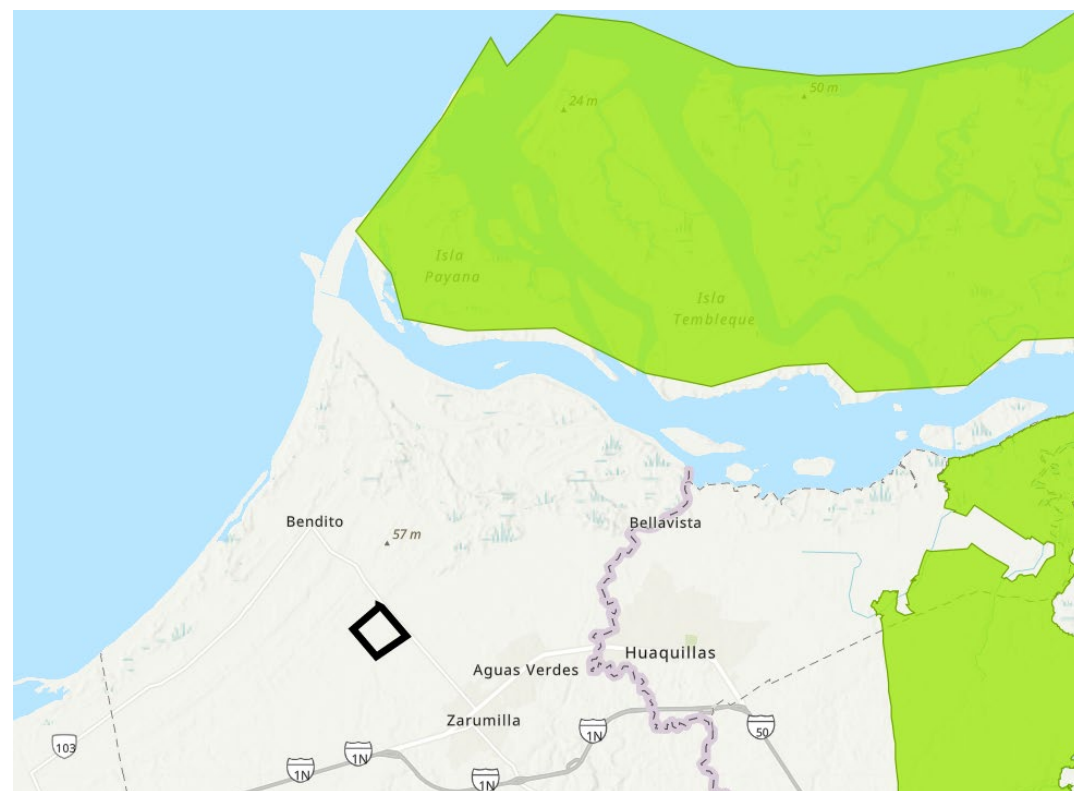 24 m
50 m
Isla
Payana
Isla
Tembleque
Bendito
57 m
Bellavista
Aguas Verdes
Huaquillas
Zarumilla
103
1N
1N
1N
1N
50